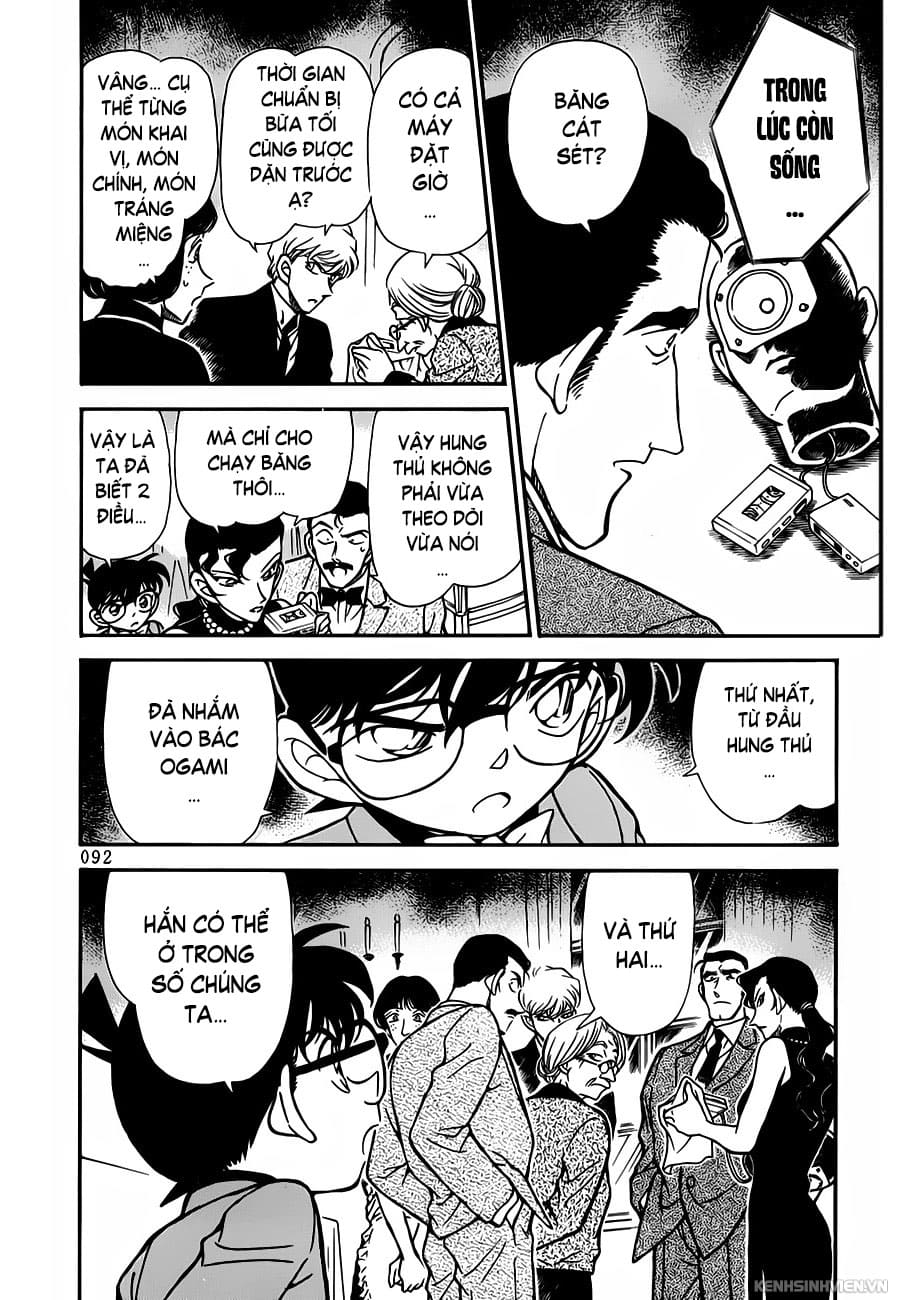 TRONG
LÚC CÒN
SỐNG
...
BĂNG
CÁT
SÉT?
CÓ CẢ
MÁY
ĐẶT
GIỜ
...
THỜI GIAN
CHUẨN BỊ
BỮA TỐI
CŨNG ĐƯỢC
DẶN TRƯỚC
Ạ?
VÂNG... CỤ
THỂ TỪNG
MÓN KHAI
VỊ, MÓN
CHÍNH, MÓN
TRÁNG
MIỆNG
...
VẬY HUNG
THỦ KHÔNG
PHẢI VỪA
THEO DÕI
VỪA NÓI
...
MÀ CHỈ CHO
CHẠY BĂNG
THÔI...
VẬY LÀ
TA ĐÃ
BIẾT 2
ĐIỀU...
THỨ NHẤT,
TỪ ĐẦU
HUNG THỦ
...
ĐÃ NHẮM
VÀO BÁC
OGAMI
...
092
VÀ THỨ
HAI...
HẮN CÓ THỂ
Ở TRONG
SỐ CHÚNG
TA...
KENHSINHVIEN.VN